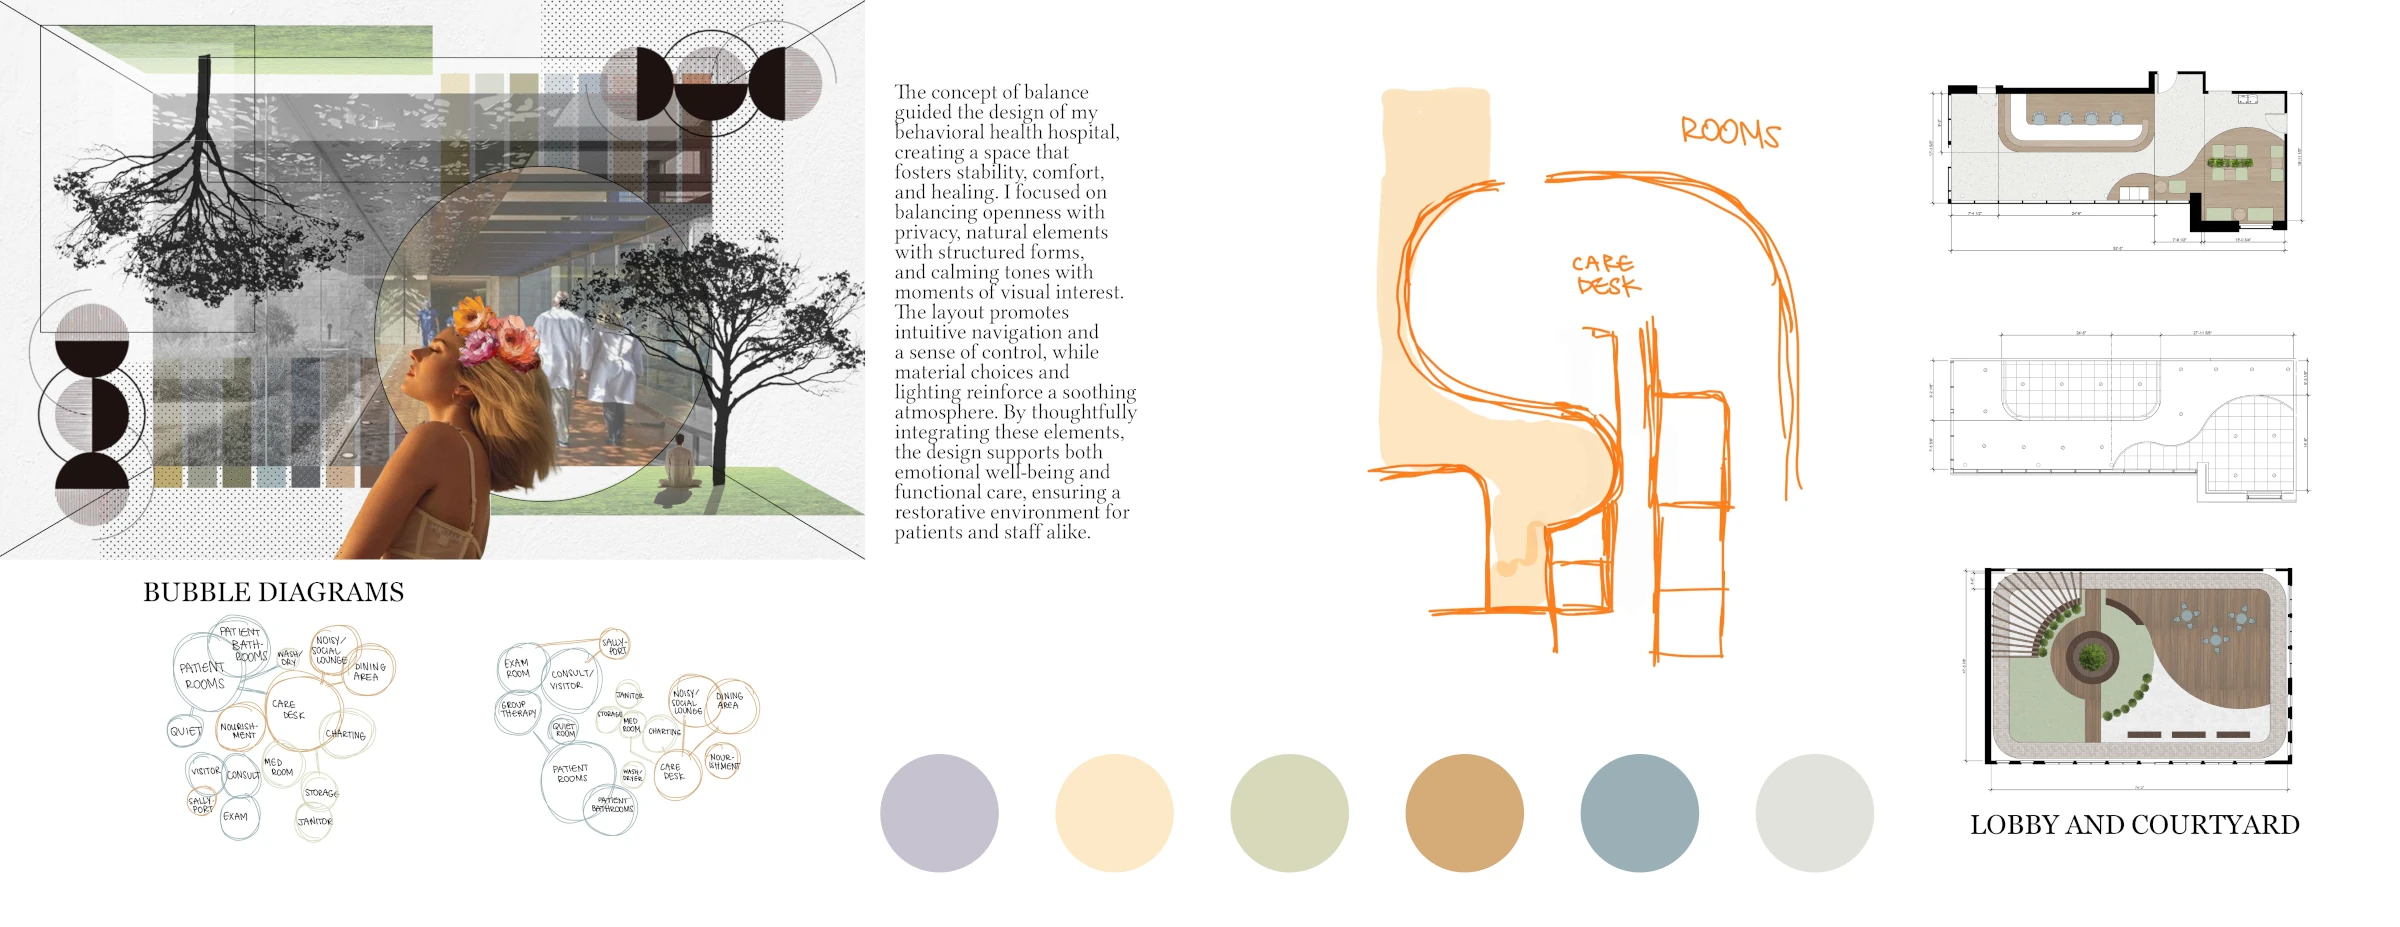 The concept of balance
guided the design of my
behavioral health hospital,
creating a space that
fosters stability, comfort,
and healing. I focused on
balancing openness with
privacy, natural elements
with structured forms,
and calming tones with
moments of visual interest.
The layout promotes
intuitive navigation and
a sense of control, while
material choices and
lighting reinforce a soothing
atmosphere. By thoughtfully
integrating these elements,
the design supports both
emotional well-being and
functional care, ensuring a
restorative environment for
patients and staff alike.
ROOMS
CARE
DESK
BUBBLE DIAGRAMS
PATIENT
BATH-
ROOMS
PATIENT
ROOMS
WASH/
DRY
NOISY/
SOCIAL
LOUNGE
DINING
AREA
CARE
DESK
QUIET
NOURISH-
MENT
CHARTING
VISITOR
CONSULT
MED
ROOM
SALLY-
PORT
EXAM
STORAGE
JANITOR
SALLY-
PORT
EXAM
ROOM
CONSULT/
VISITOR
GROUP
THERAPY
QUIET
ROOM
JANITOR
STORAGE
MED
ROOM
CHARTING
NOISY/
SOCIAL
LOUNGE
DINING
AREA
PATIENT
ROOMS
WASH/
DRYER
CARE
DESK
NOUR-
ISHMENT
PATIENT
BATHROOMS
LOBBY AND COURTYARD